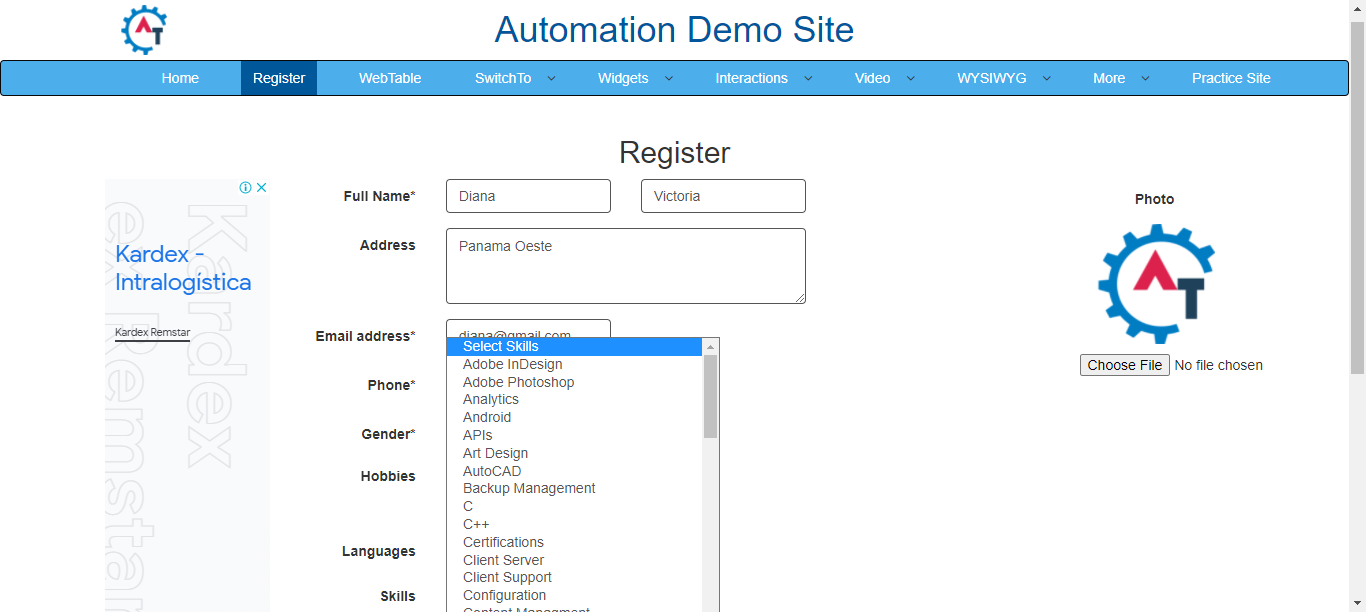 Automation Demo Site
Home Register WebTable SwitchTo Widgets Interactions Video WYSIWYG More Practice Site
Register
Full Name* Diana Victoria
Photo
Address Panama Oeste
Kardex -
Intralogística
Kardex Remstar
Kardex
ex Remstar
Email address* diana@gmail.com
Select Skills
Adobe InDesign
Choose File No file chosen
Adobe Photoshop
Phone*
Analytics
Android
Gender*
APIs
Art Design
Hobbies
AutoCAD
Backup Management
C
C++
Certifications
Languages
Client Server
Client Support
Skills
Configuration
Content Managment